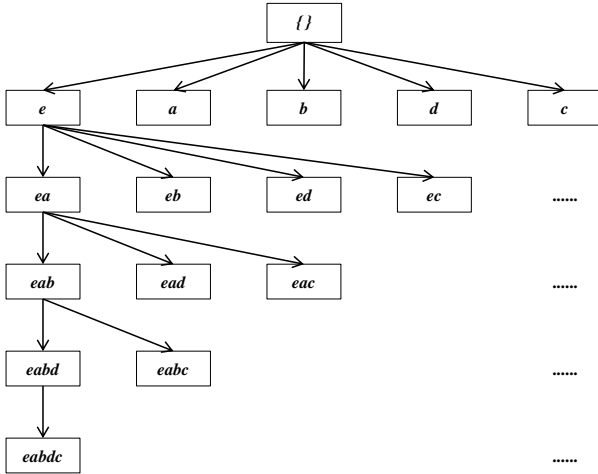 { }
e a b d c
ea eb ed ec ......
eab ead eac ......
eabd eabc ......
eabdc ......